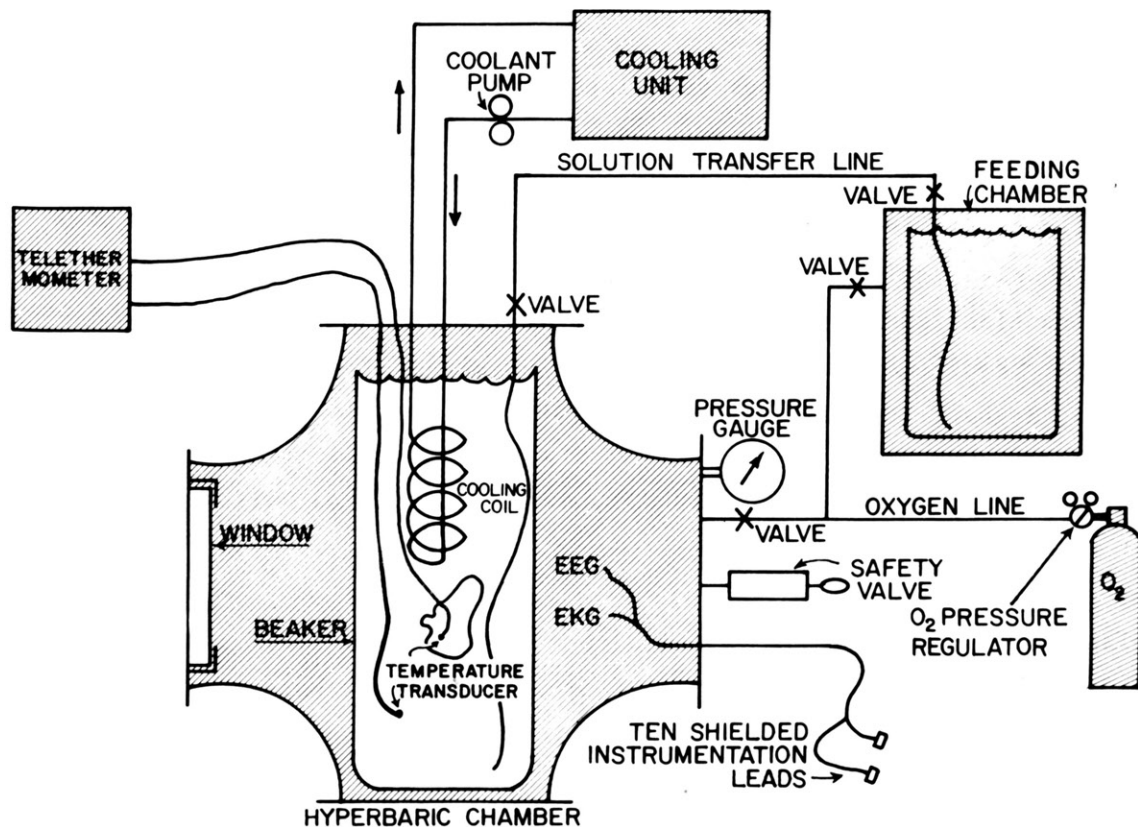 COOLANT
PUMP
COOLING
UNIT
SOLUTION TRANSFER LINE
VALVE
FEEDING
CHAMBER
TELETHER
MOMETER
VALVE
VALVE
PRESSURE
GAUGE
COOLING
COIL
WINDOW
VALVE
OXYGEN LINE
EEG
EKG
SAFETY
VALVE
O₂
BEAKER
O₂ PRESSURE
REGULATOR
TEMPERATURE
TRANSDUCER
TEN SHIELDED
INSTRUMENTATION
LEADS
HYPERBARIC CHAMBER